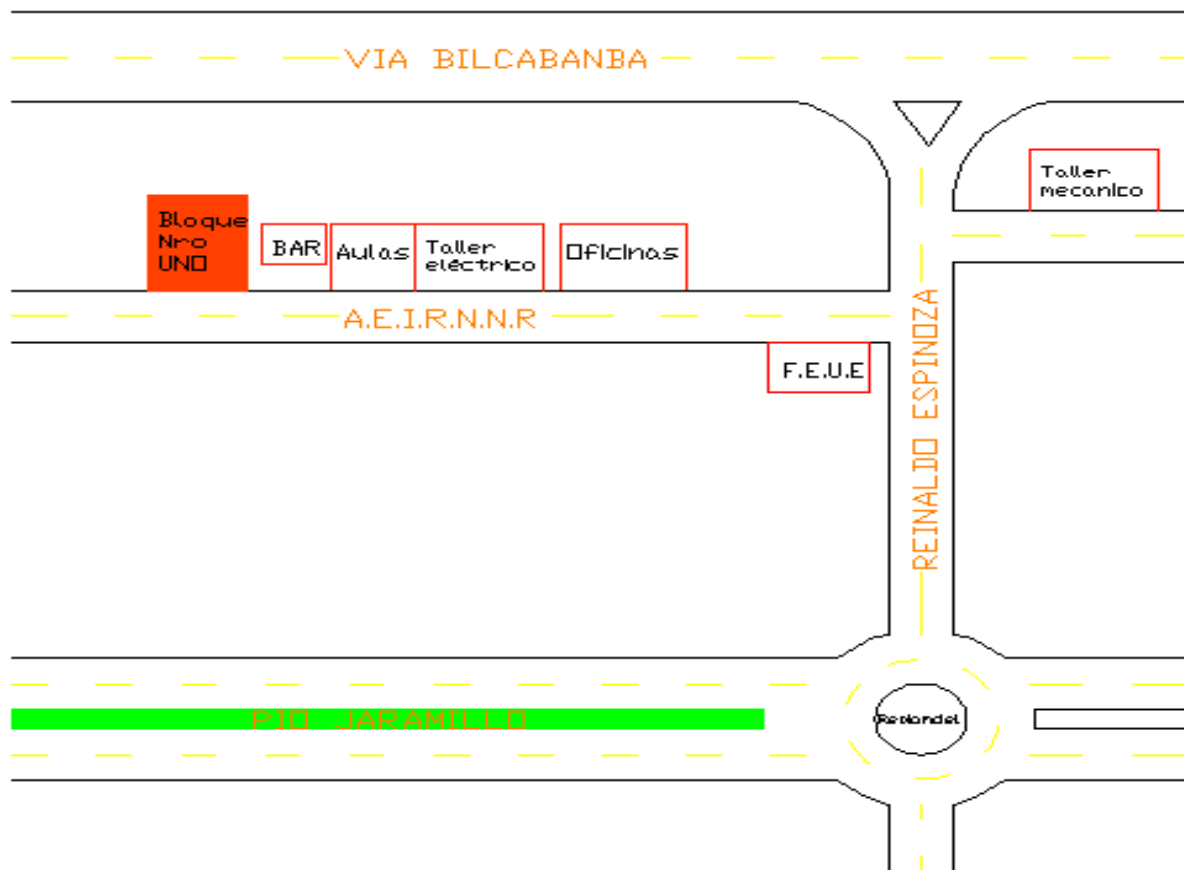 VIA BILCABANBA
Taller
mecanico
Bloque
Nro
UNO
BAR
Aulas
Taller
eléctrico
Oficinas
A.E.I.R.N.N.R
F.E.U.E
REINALDO ESPINOZA
PIO JARAMILLO
Redondel